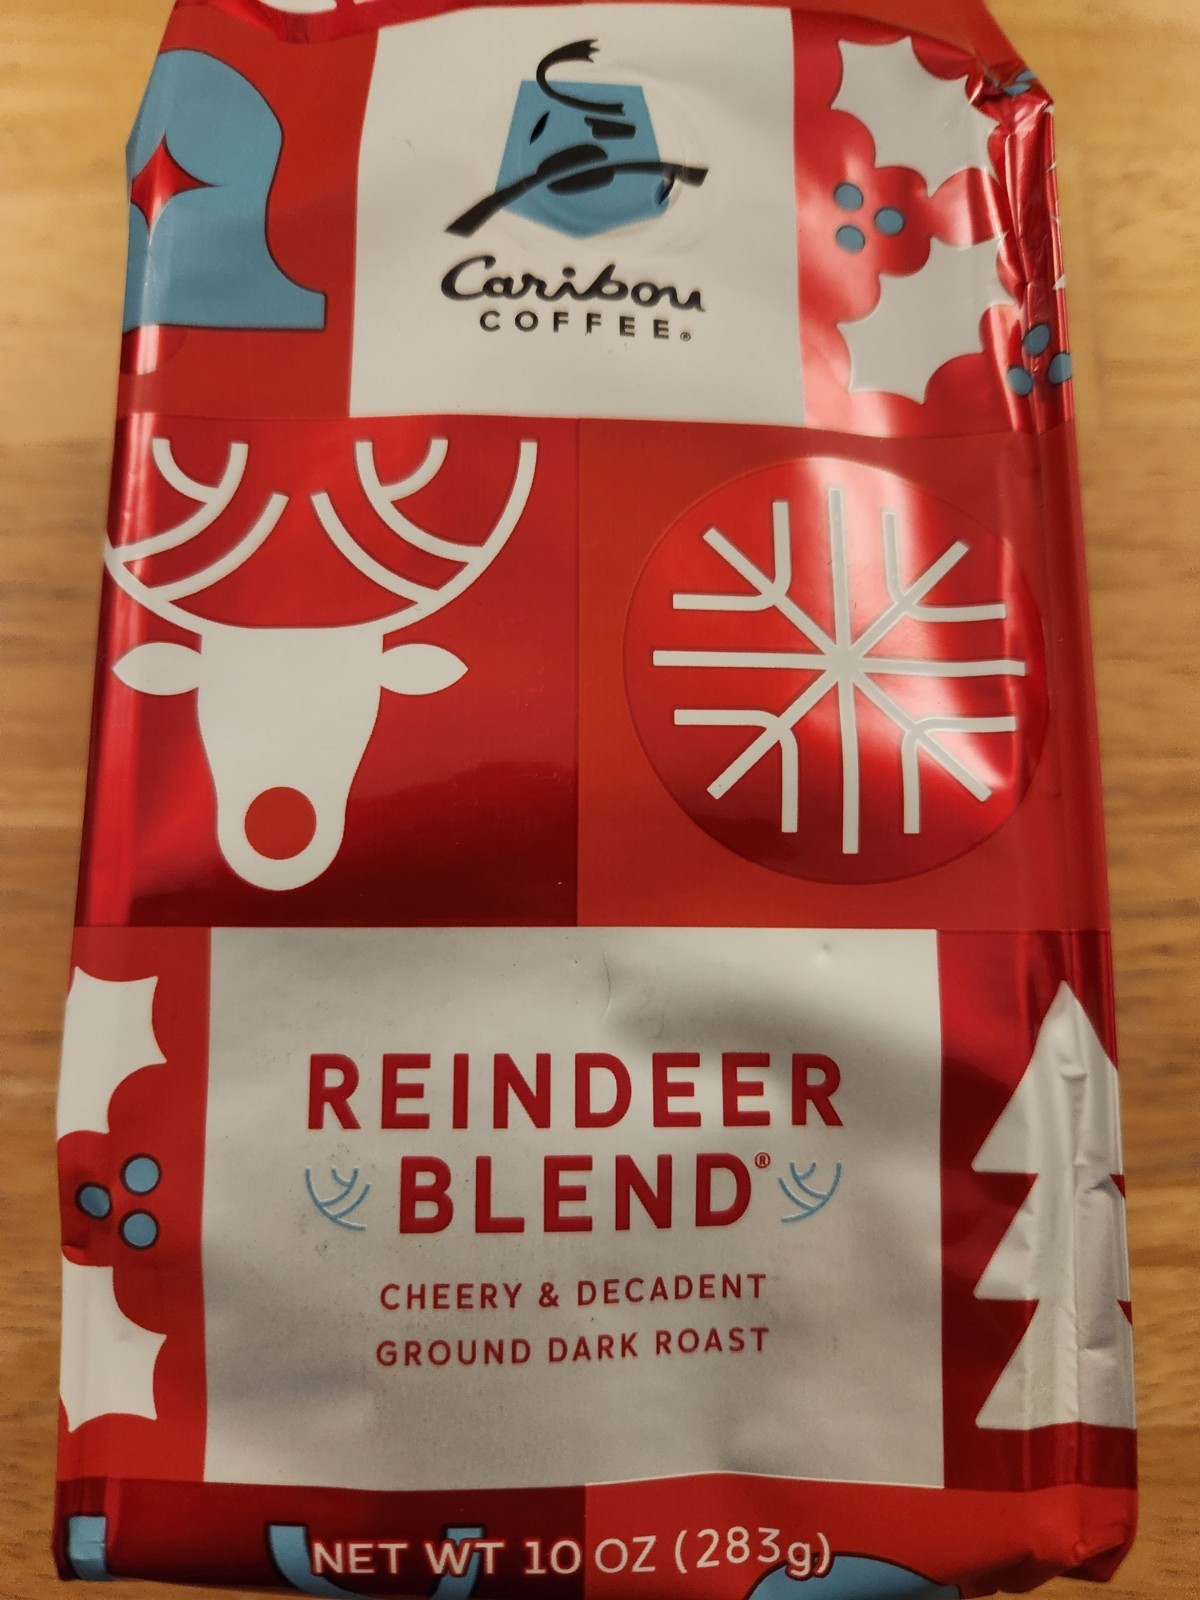 Caribou
COFFEE®
REINDEER
BLEND®
CHEERY & DECADENT
GROUND DARK ROAST
NET WT 10 OZ (283g)